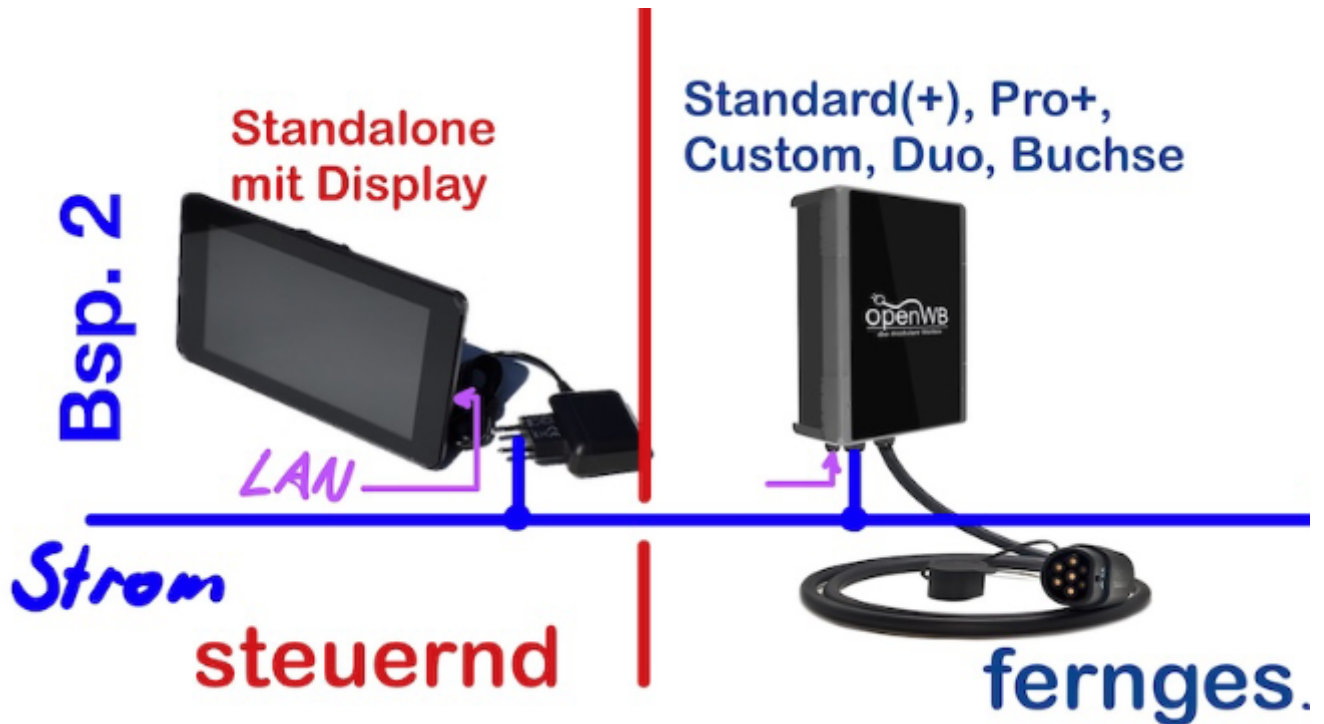 Bsp. 2
Standalone
mit Display
Standard(+), Pro+,
Custom, Duo, Buchse
openWB
LAN
Strom
steuernd
fernges.